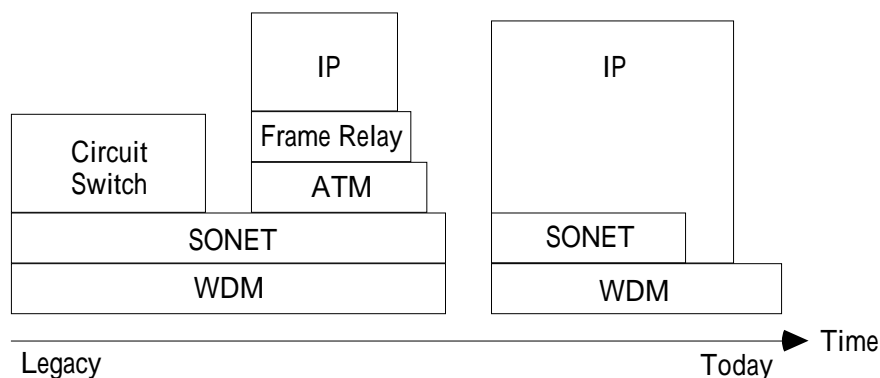 IP
IP
Frame Relay
Circuit
Switch
ATM
SONET
SONET
WDM
WDM
Time
Legacy
Today